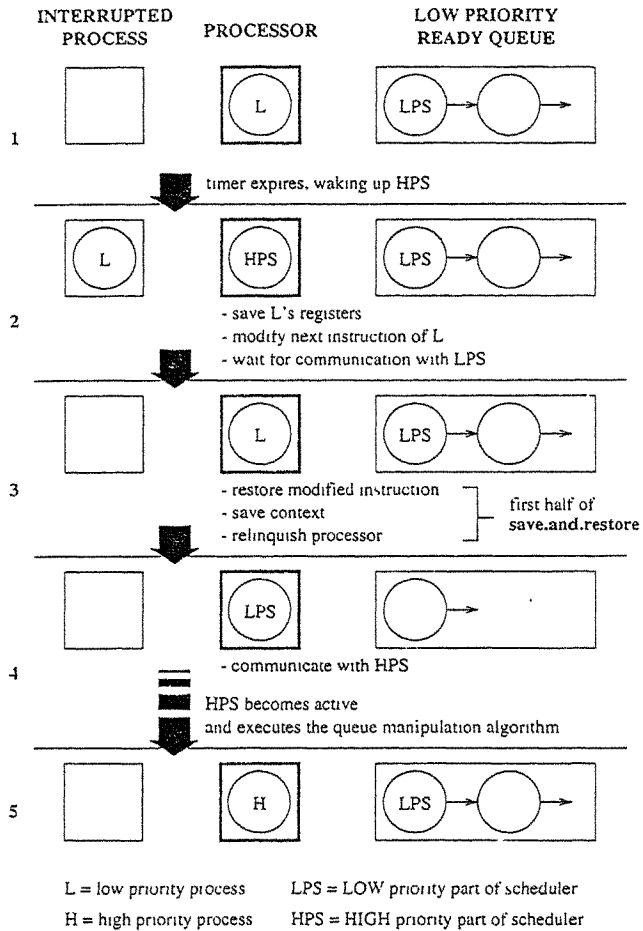 INTERRUPTED PROCESS
PROCESSOR
LOW PRIORITY READY QUEUE
1
L
LPS
timer expires, waking up HPS
2
L
HPS
LPS
- save L's registers
- modify next instruction of L
- wait for communication with LPS
3
L
LPS
- restore modified instruction
- save context
- relinquish processor
first half of
save.and.restore
4
LPS
- communicate with HPS
HPS becomes active
and executes the queue manipulation algorithm
5
H
LPS
L = low priority process
LPS = LOW priority part of scheduler
H = high priority process
HPS = HIGH priority part of scheduler